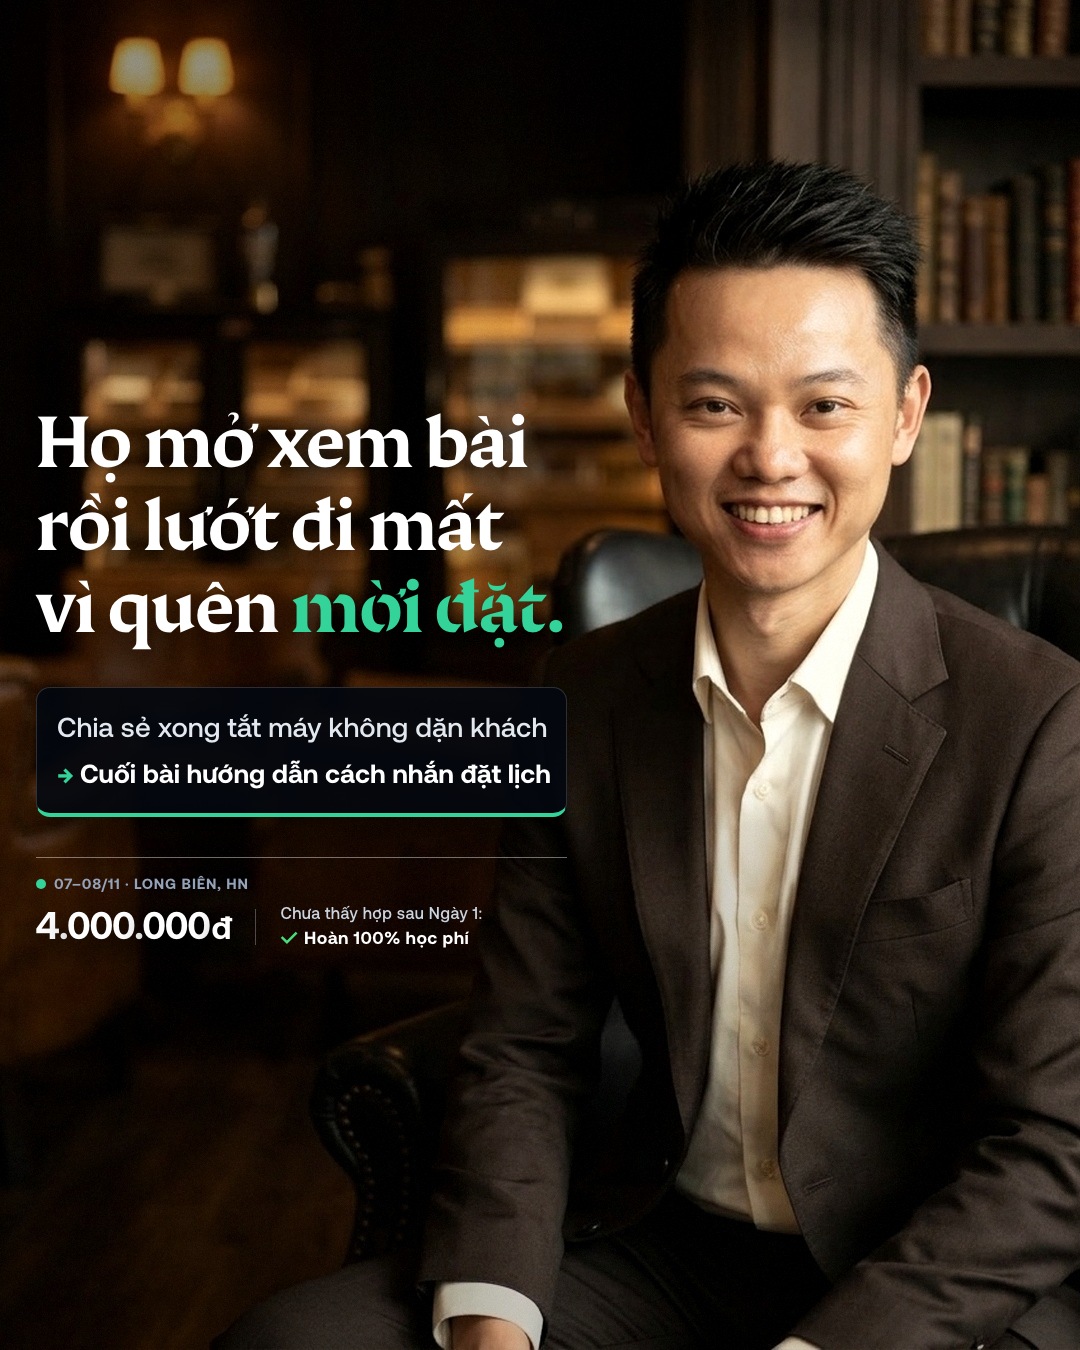 Họ mở xem bài
rồi lướt đi mất
vì quên mời đặt.
Chia sẻ xong tắt máy không dặn khách
→ Cuối bài hướng dẫn cách nhắn đặt lịch
07–08/11 · LONG BIÊN, HN
4.000.000đ
Chưa thấy hợp sau Ngày 1:
✓ Hoàn 100% học phí